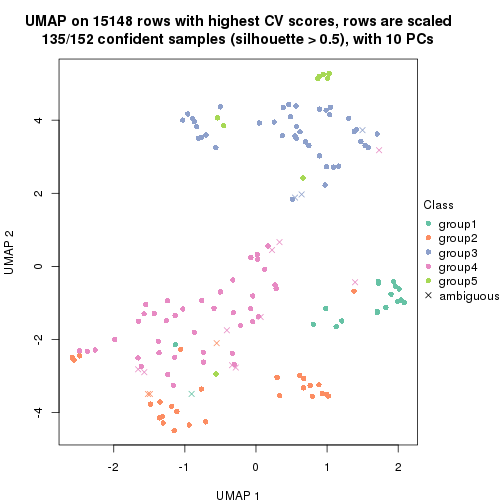 UMAP on 15148 rows with highest CV scores, rows are scaled
135/152 confident samples (silhouette > 0.5), with 10 PCs
4
2
0
-2
-4
UMAP 2
-2
-1
0
1
2
UMAP 1
Class
group1
group2
group3
group4
group5
ambiguous